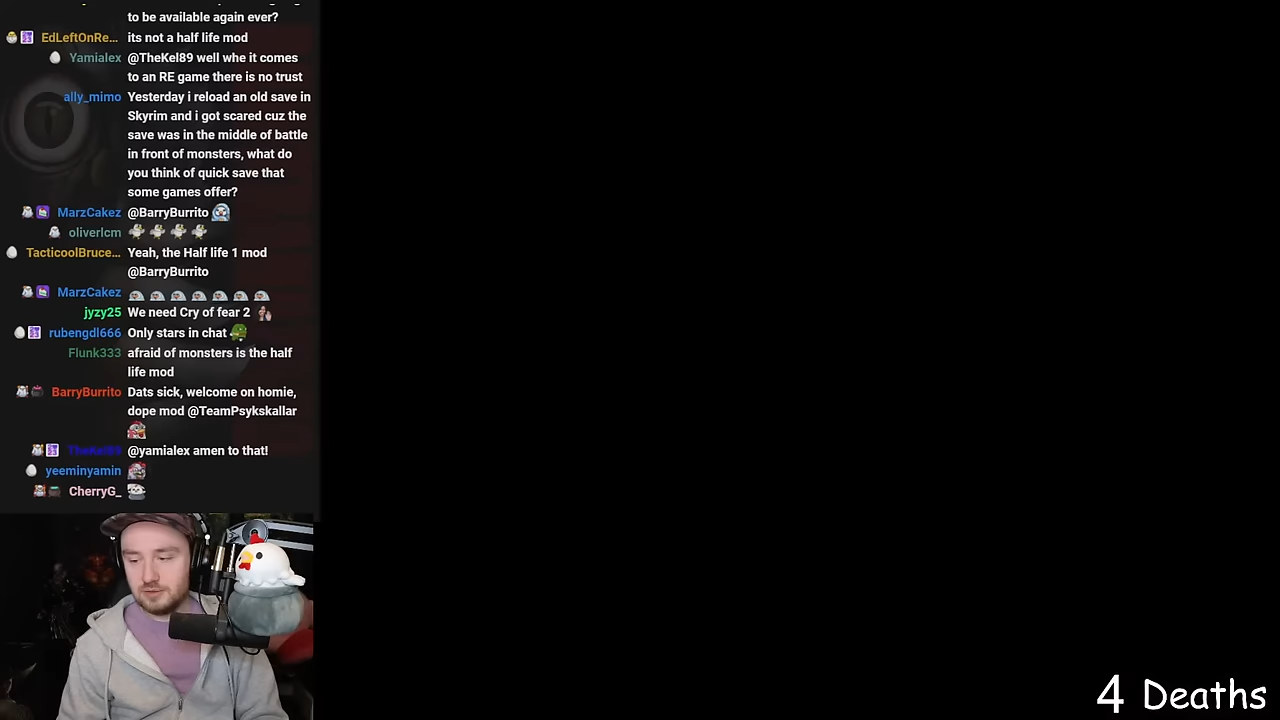 to be available again ever?
EdLeftOnRe... its not a half life mod
Yamialex @TheKel89 well whe it comes
to an RE game there is no trust
ally_mimo Yesterday i reload an old save in
Skyrim and i got scared cuz the
save was in the middle of battle
in front of monsters, what do
you think of quick save that
some games offer?
MarzCakez @BarryBurrito
oliverlcm
TacticoolBruce... Yeah, the Half life 1 mod
@BarryBurrito
MarzCakez
jyzy25 We need Cry of fear 2
rubengdl666 Only stars in chat
Flunk333 afraid of monsters is the half
life mod
BarryBurrito Dats sick, welcome on homie,
dope mod @TeamPsykskallar
TheKel89 @yamialex amen to that!
yeeminyamin
CherryG_
4 Deaths